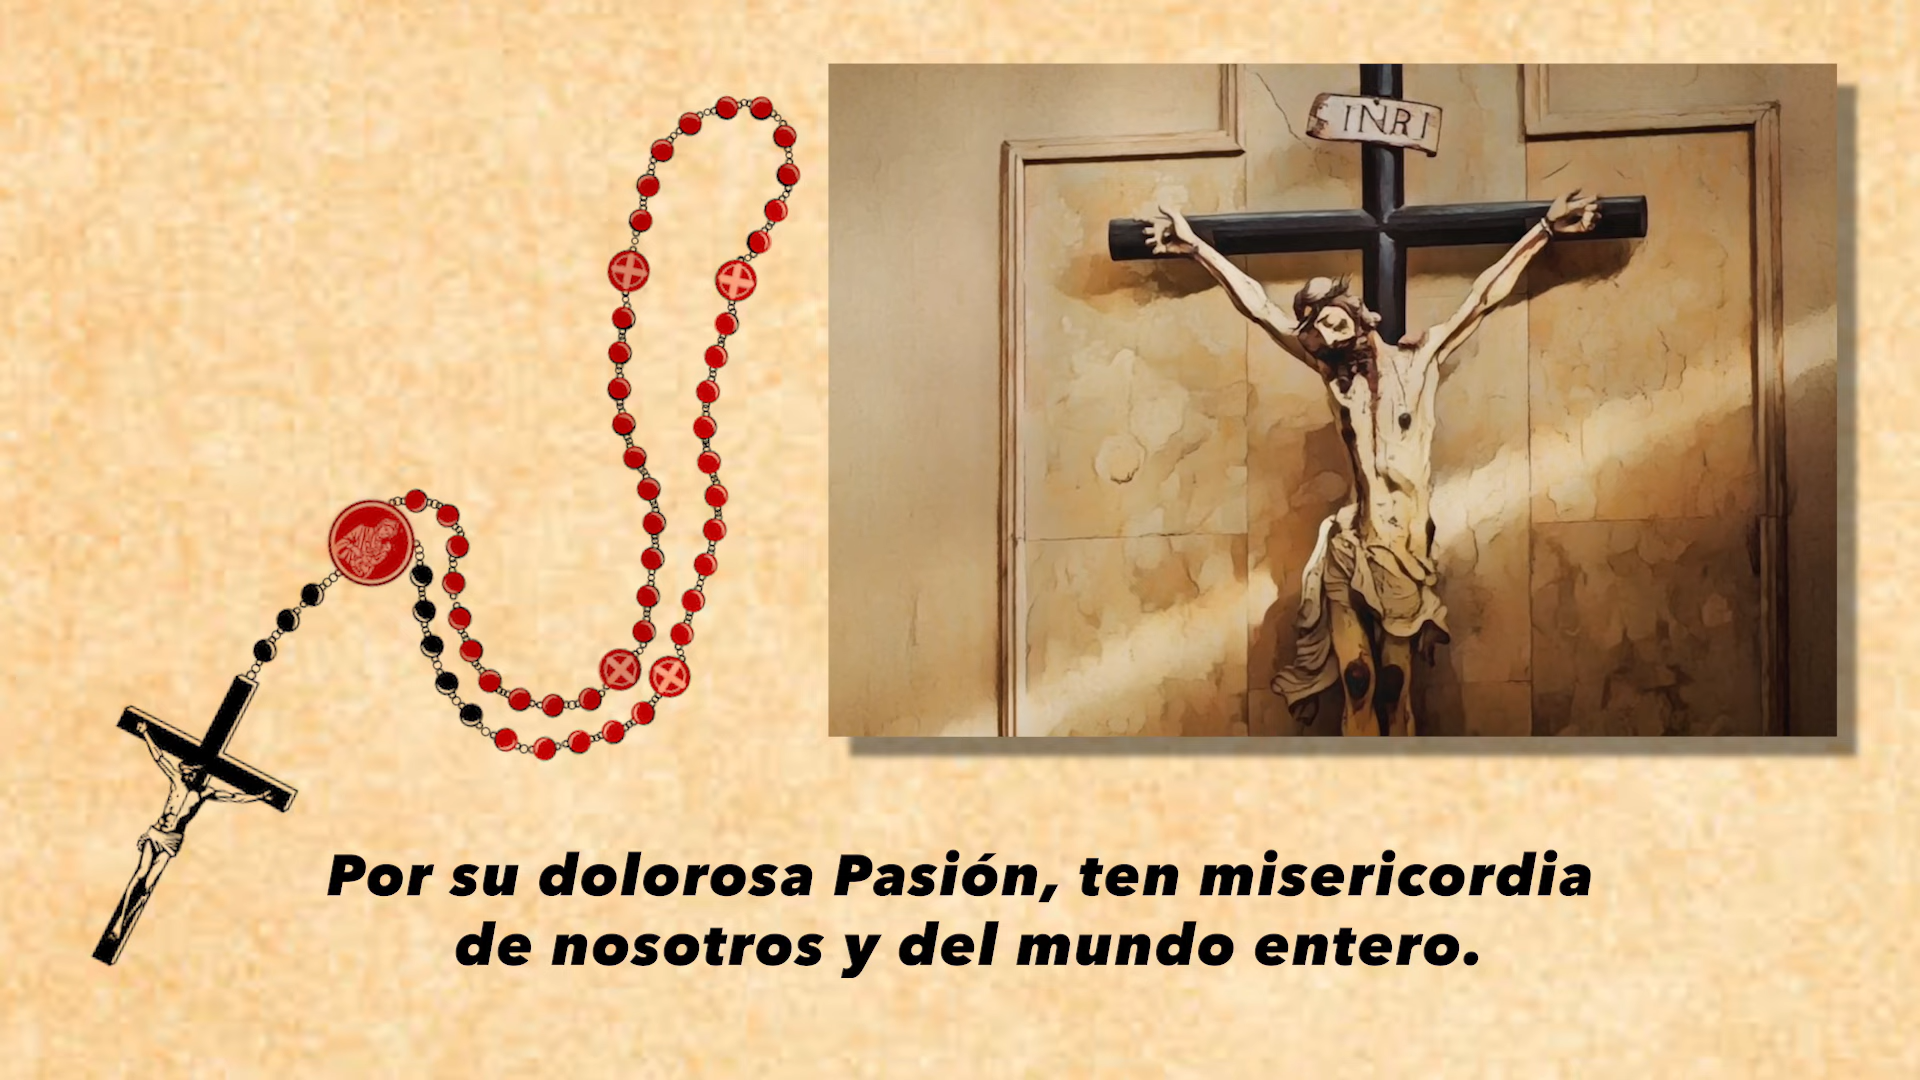 INRI
Por su dolorosa Pasión, ten misericordia
de nosotros y del mundo entero.